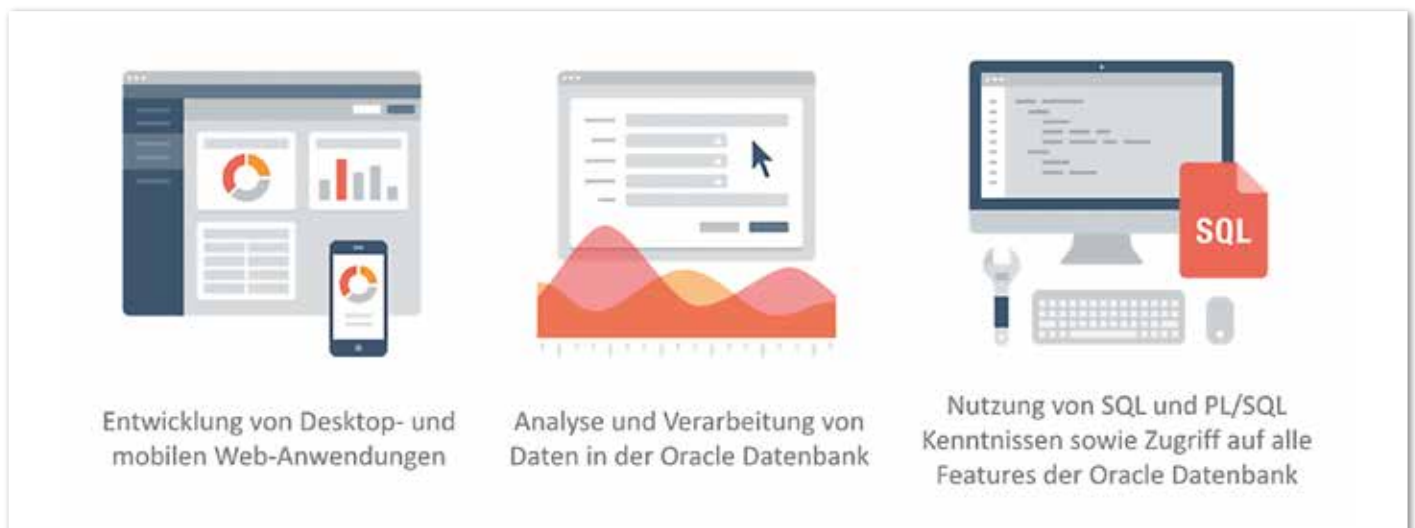 SQL
Entwicklung von Desktop- und
mobilen Web-Anwendungen
Analyse und Verarbeitung von
Daten in der Oracle Datenbank
Nutzung von SQL und PL/SQL
Kenntnissen sowie Zugriff auf alle
Features der Oracle Datenbank